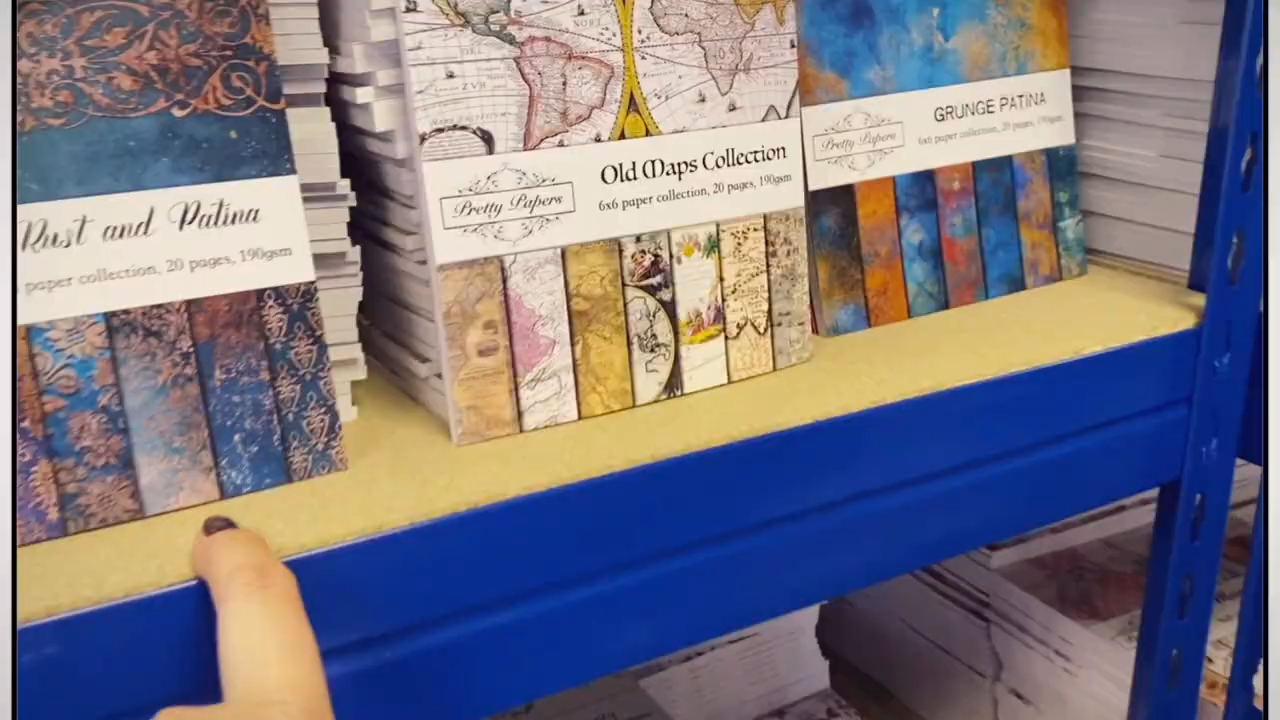 Rust and Patina
paper collection, 20 pages, 190gsm
Pretty Papers
Old Maps Collection
6x6 paper collection, 20 pages, 190gsm
Pretty Papers
GRUNGE PATINA
6x6 paper collection, 20 pages, 190gsm